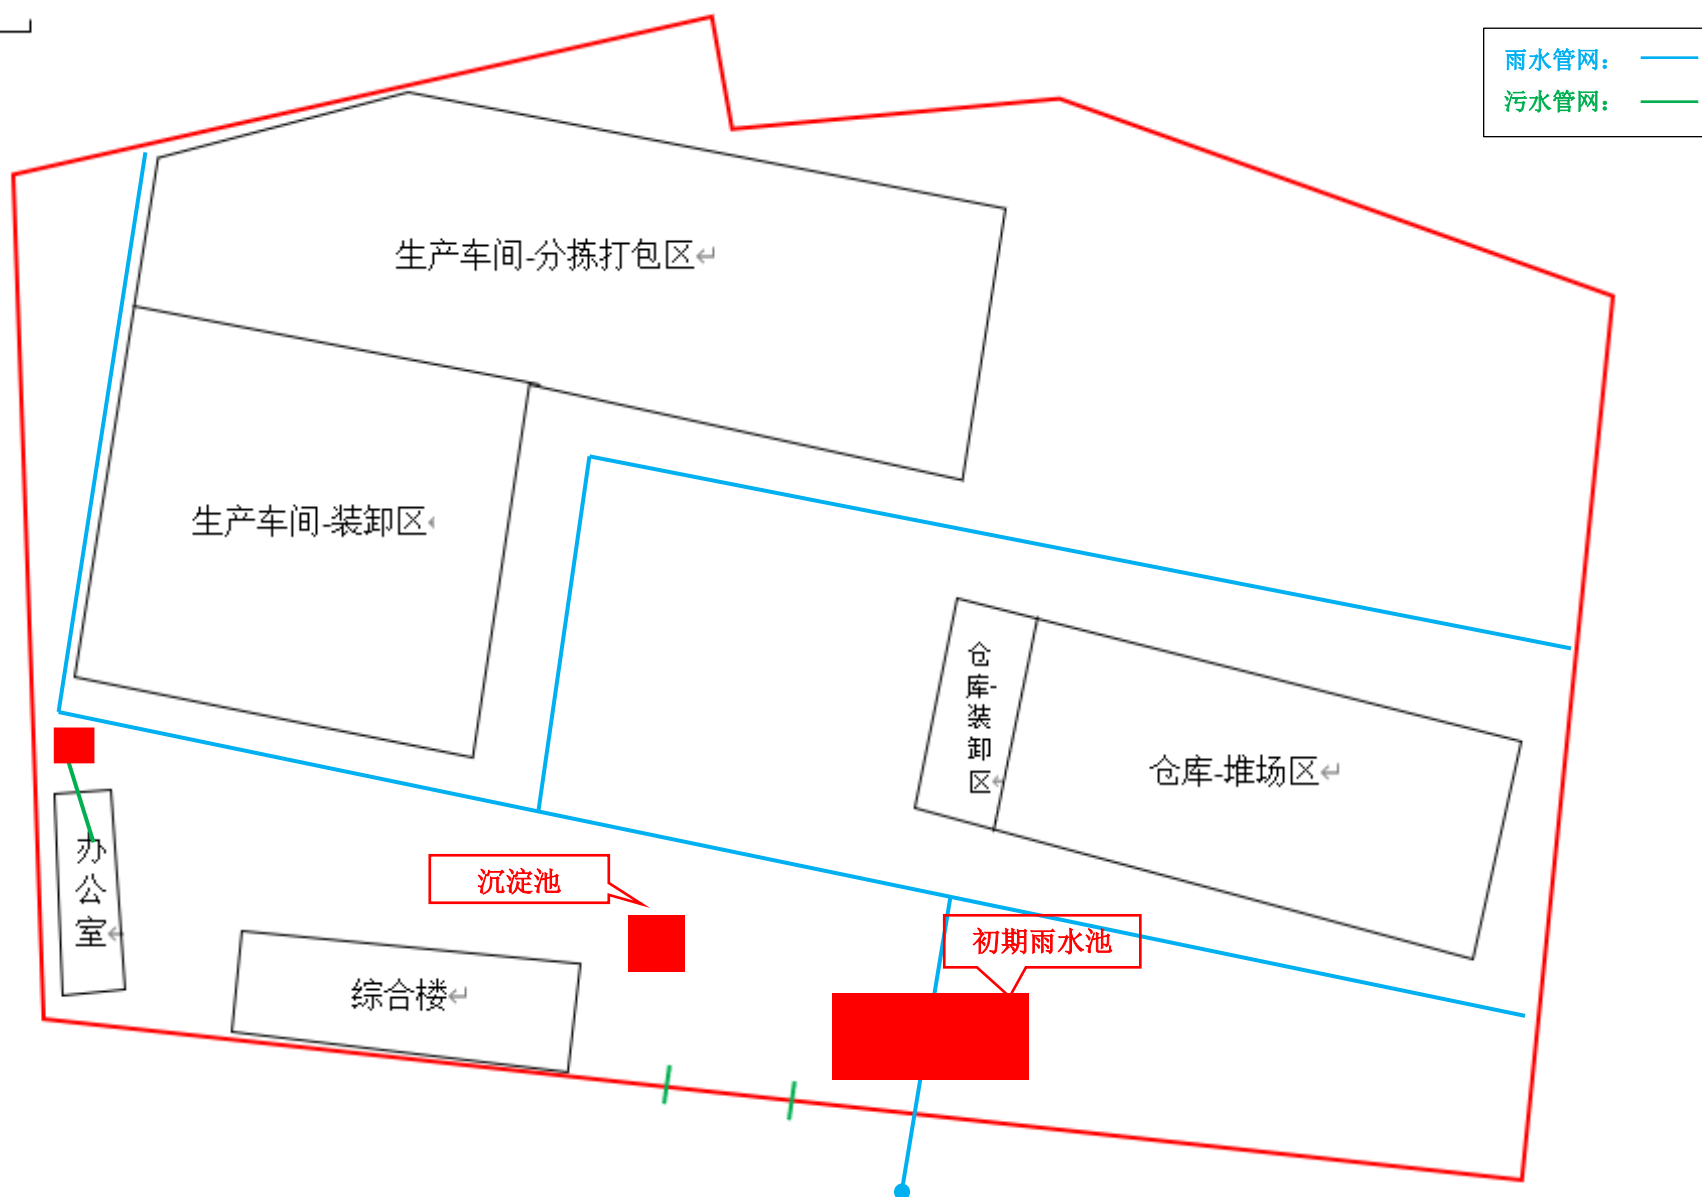 雨水管网：
污水管网：
生产车间-分拣打包区
生产车间-装卸区
仓
库-
装
卸
区
仓库-堆场区
办
公
室
沉淀池
初期雨水池
综合楼